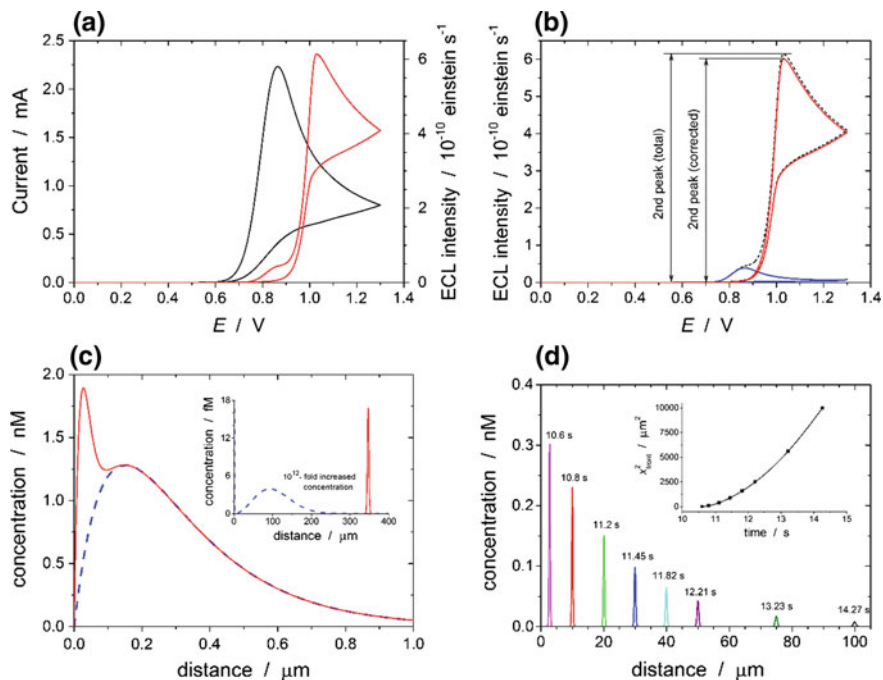 (a)
2.5
2.0
1.5
1.0
0.5
0.0
Current / mA
0.0 0.2 0.4 0.6 0.8 1.0 1.2 1.4
E / V
6
4
2
0
ECL intensity / 10⁻¹⁰ einstein s⁻¹
(b)
6
5
4
3
2
1
0
ECL intensity / 10⁻¹⁰ einstein s⁻¹
2nd peak (total)
2nd peak (corrected)
0.0 0.2 0.4 0.6 0.8 1.0 1.2 1.4
E / V
(c)
2.0
1.5
1.0
0.5
0.0
concentration / nM
0.0 0.2 0.4 0.6 0.8 1.0
distance / µm
18
12
6
0
concentration / fM
10¹²- fold increased
concentration
0 100 200 300 400
distance / µm
(d)
0.4
0.3
0.2
0.1
0.0
concentration / nM
10.6 s
10.8 s
11.2 s
11.45 s
11.82 s
12.21 s
13.23 s
14.27 s
0 20 40 60 80 100
distance / µm
10000
7500
5000
2500
0
χ²front / µm²
10 11 12 13 14 15
time / s